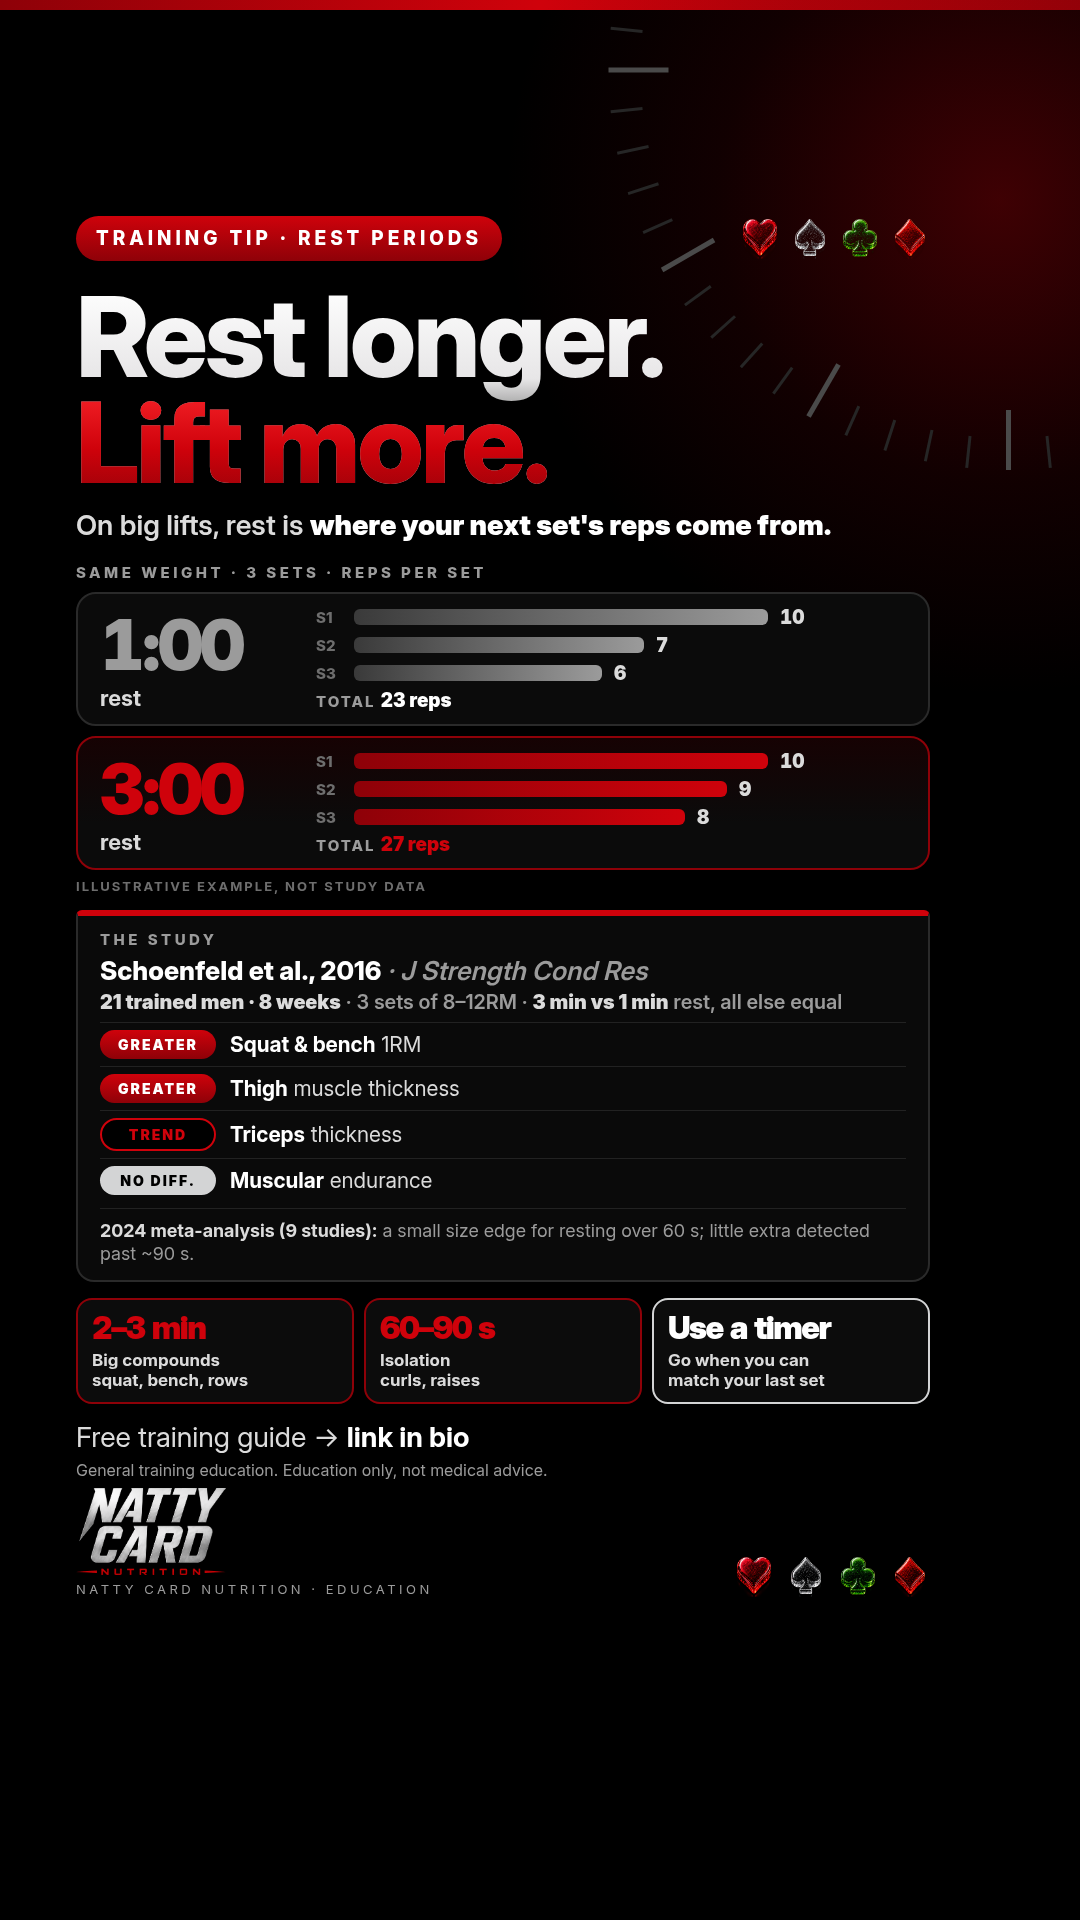 TRAINING TIP · REST PERIODS
Rest longer.
Lift more.
On big lifts, rest is where your next set's reps come from.
SAME WEIGHT · 3 SETS · REPS PER SET
1:00
rest
S1 10
S2 7
S3 6
TOTAL 23 reps
3:00
rest
S1 10
S2 9
S3 8
TOTAL 27 reps
ILLUSTRATIVE EXAMPLE, NOT STUDY DATA
THE STUDY
Schoenfeld et al., 2016 · J Strength Cond Res
21 trained men · 8 weeks · 3 sets of 8–12RM · 3 min vs 1 min rest, all else equal
GREATER Squat & bench 1RM
GREATER Thigh muscle thickness
TREND Triceps thickness
NO DIFF. Muscular endurance
2024 meta-analysis (9 studies): a small size edge for resting over 60 s; little extra detected
past ~90 s.
2–3 min
Big compounds
squat, bench, rows
60–90 s
Isolation
curls, raises
Use a timer
Go when you can
match your last set
Free training guide → link in bio
General training education. Education only, not medical advice.
NATTY
CARD
NUTRITION
NATTY CARD NUTRITION · EDUCATION